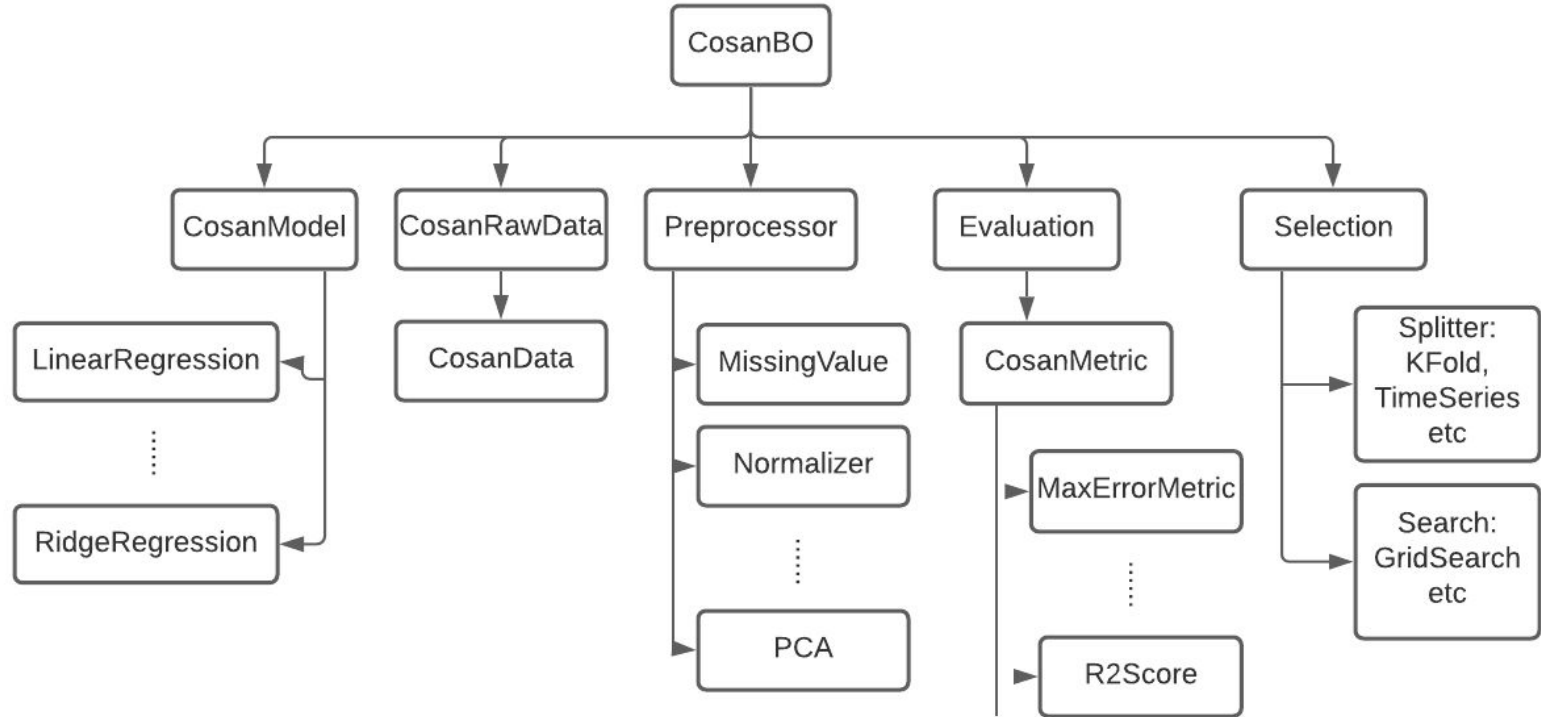 CosanBO
CosanModel
CosanRawData
Preprocessor
Evaluation
Selection
LinearRegression
RidgeRegression
CosanData
MissingValue
Normalizer
PCA
CosanMetric
MaxErrorMetric
R2Score
Splitter:
KFold,
TimeSeries
etc
Search:
GridSearch
etc